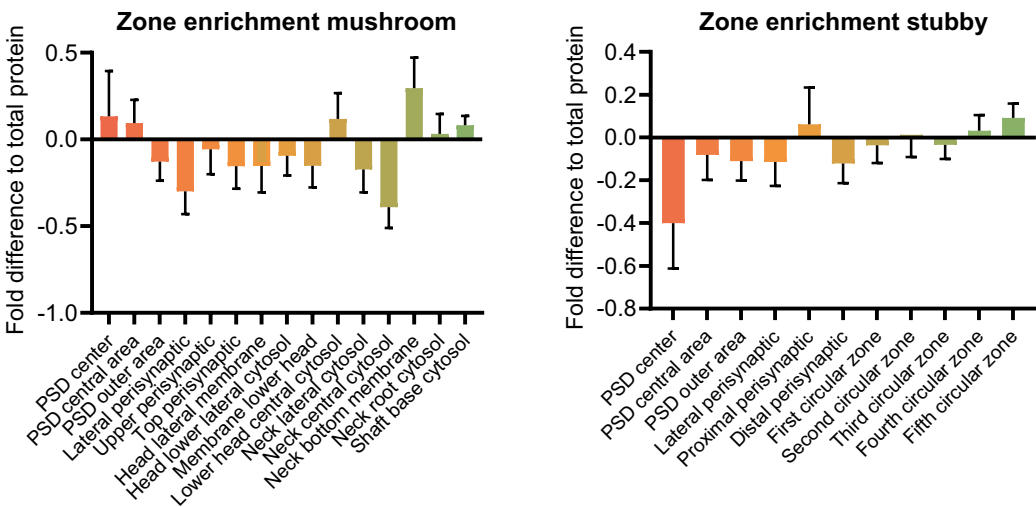 Zone enrichment mushroom
Fold difference to total protein
0.5
0.0
-0.5
-1.0
PSD center
PSD central area
PSD outer area
Lateral perisynaptic
Upper perisynaptic
Top perisynaptic
Head lateral membrane
Head lower lateral cytosol
Membrane lower head
Lower head central cytosol
Neck lateral cytosol
Neck central cytosol
Neck bottom membrane
Neck root cytosol
Shaft base cytosol
Zone enrichment stubby
Fold difference to total protein
0.4
0.2
0.0
-0.2
-0.4
-0.6
-0.8
PSD center
PSD central area
PSD outer area
Lateral perisynaptic
Proximal perisynaptic
Distal perisynaptic
First circular zone
Second circular zone
Third circular zone
Fourth circular zone
Fifth circular zone